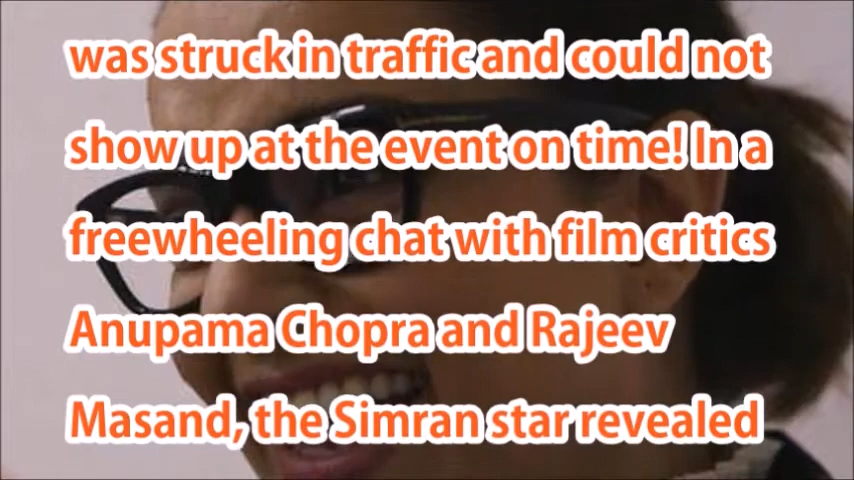 was struck in traffic and could not
show up at the event on time! In a
freewheeling chat with film critics
Anupama Chopra and Rajeev
Masand, the Simran star revealed